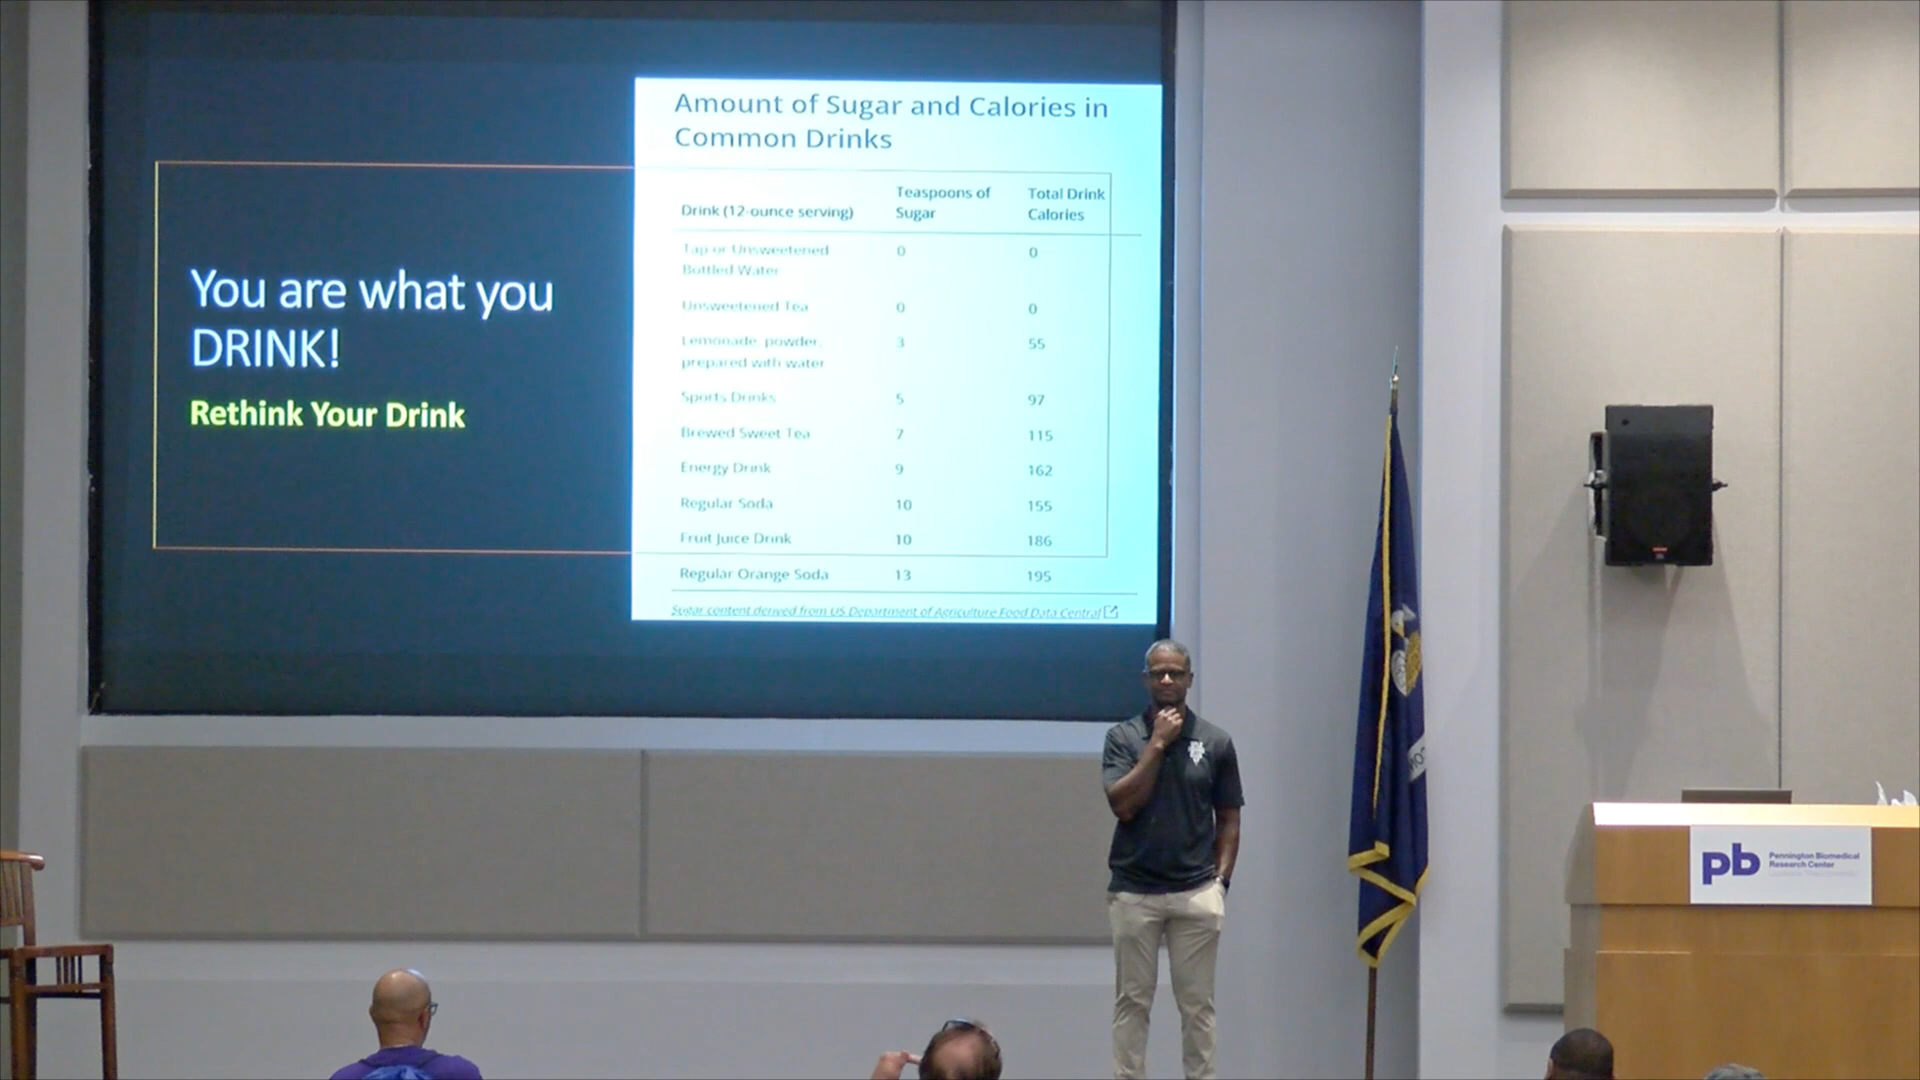 You are what you
DRINK!
Rethink Your Drink
Amount of Sugar and Calories in
Common Drinks
Drink (12-ounce serving) Teaspoons of Sugar Total Drink Calories
Tap or Unsweetened Bottled Water 0 0
Unsweetened Tea 0 0
Lemonade, powder, prepared with water 3 55
Sports Drinks 5 97
Brewed Sweet Tea 7 115
Energy Drink 9 162
Regular Soda 10 155
Fruit Juice Drink 10 186
Regular Orange Soda 13 195
Sugar content derived from US Department of Agriculture Food Data Central
pb
Pennington Biomedical
Research Center